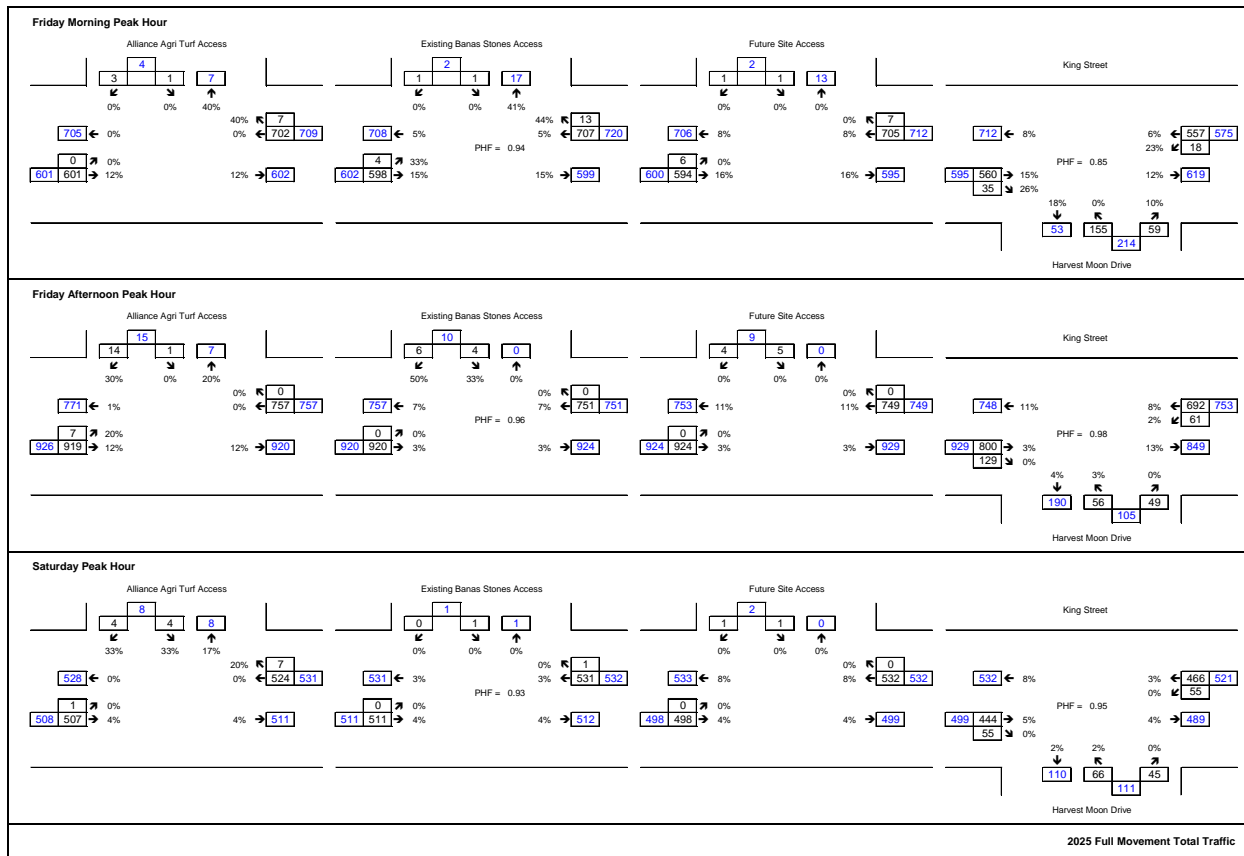 Friday Morning Peak Hour
Alliance Agri Turf Access Existing Banas Stones Access Future Site Access King Street
4 2 2
3 1 7 1 1 17 1 1 13
0% 0% 40% 0% 0% 41% 0% 0% 0%
40% 7 44% 13 0% 7
705 0% 0% 702 709 708 5% 5% 707 720 706 8% 8% 705 712 712 8% 6% 557 575
PHF = 0.94 23% 18
0 0% 4 33% 6 0% PHF = 0.85
601 601 12% 12% 602 602 598 15% 15% 599 600 594 16% 16% 595 595 560 15% 12% 619
35 26%
18% 0% 10%
53 155 59
214
Harvest Moon Drive
Friday Afternoon Peak Hour
Alliance Agri Turf Access Existing Banas Stones Access Future Site Access King Street
15 10 9
14 1 7 6 4 0 4 5 0
30% 0% 20% 50% 33% 0% 0% 0% 0%
0% 0 0% 0 0% 0
771 1% 0% 757 757 757 7% 7% 751 751 753 11% 11% 749 749 748 11% 8% 692 753
PHF = 0.96 2% 61
7 20% 0 0% 0 0% PHF = 0.98
926 919 12% 12% 920 920 920 3% 3% 924 924 924 3% 3% 929 929 800 3% 13% 849
129 0%
4% 3% 0%
190 56 49
105
Harvest Moon Drive
Saturday Peak Hour
Alliance Agri Turf Access Existing Banas Stones Access Future Site Access King Street
8 1 2
4 4 8 0 1 1 1 1 0
33% 33% 17% 0% 0% 0% 0% 0% 0%
20% 7 0% 1 0% 0
528 0% 0% 524 531 531 3% 3% 531 532 533 8% 8% 532 532 532 8% 3% 466 521
PHF = 0.93 0% 55
1 0% 0 0% 0 0% PHF = 0.95
508 507 4% 4% 511 511 511 4% 4% 512 498 498 4% 4% 499 499 444 5% 4% 489
55 0%
2% 2% 0%
110 66 45
111
Harvest Moon Drive
2025 Full Movement Total Traffic